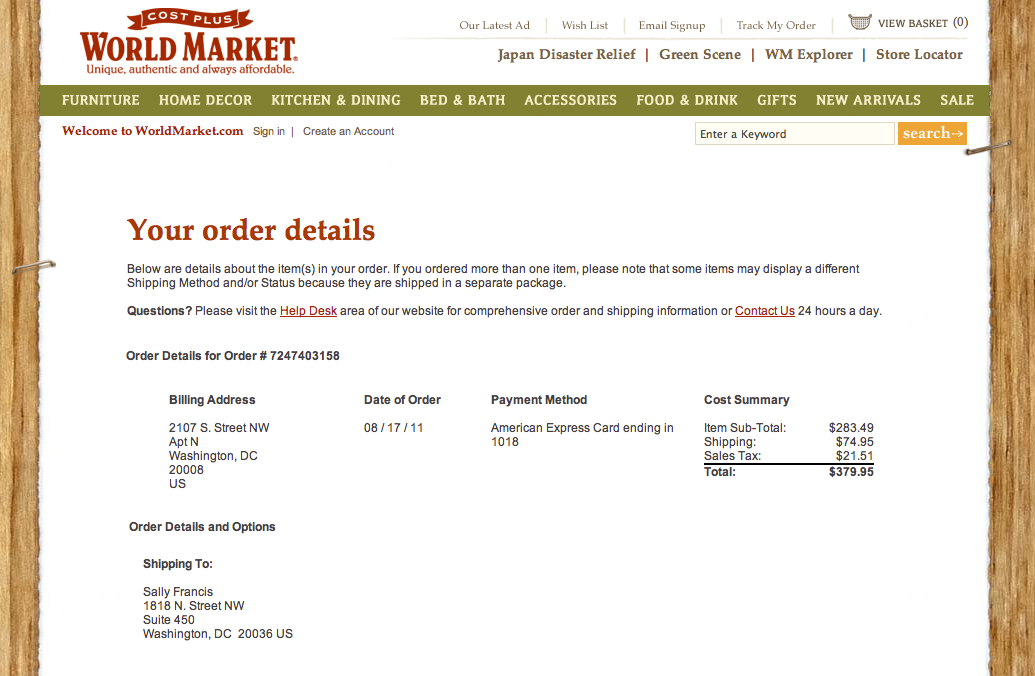 COST PLUS
WORLD MARKET®
Unique, authentic and always affordable.
Our Latest Ad | Wish List | Email Signup | Track My Order | VIEW BASKET (0)
Japan Disaster Relief | Green Scene | WM Explorer | Store Locator
FURNITURE HOME DECOR KITCHEN & DINING BED & BATH ACCESSORIES FOOD & DRINK GIFTS NEW ARRIVALS SALE
Welcome to WorldMarket.com Sign in | Create an Account
Enter a Keyword search→
Your order details
Below are details about the item(s) in your order. If you ordered more than one item, please note that some items may display a different
Shipping Method and/or Status because they are shipped in a separate package.
Questions? Please visit the Help Desk area of our website for comprehensive order and shipping information or Contact Us 24 hours a day.
Order Details for Order # 7247403158
Billing Address
2107 S. Street NW
Apt N
Washington, DC
20008
US
Date of Order
08 / 17 / 11
Payment Method
American Express Card ending in
1018
Cost Summary
Item Sub-Total: $283.49
Shipping: $74.95
Sales Tax: $21.51
Total: $379.95
Order Details and Options
Shipping To:
Sally Francis
1818 N. Street NW
Suite 450
Washington, DC 20036 US